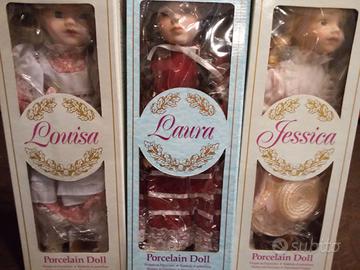 Louisa
Laura
Jessica
Porcelain Doll
Porcelain Doll
Porcelain Doll
subito